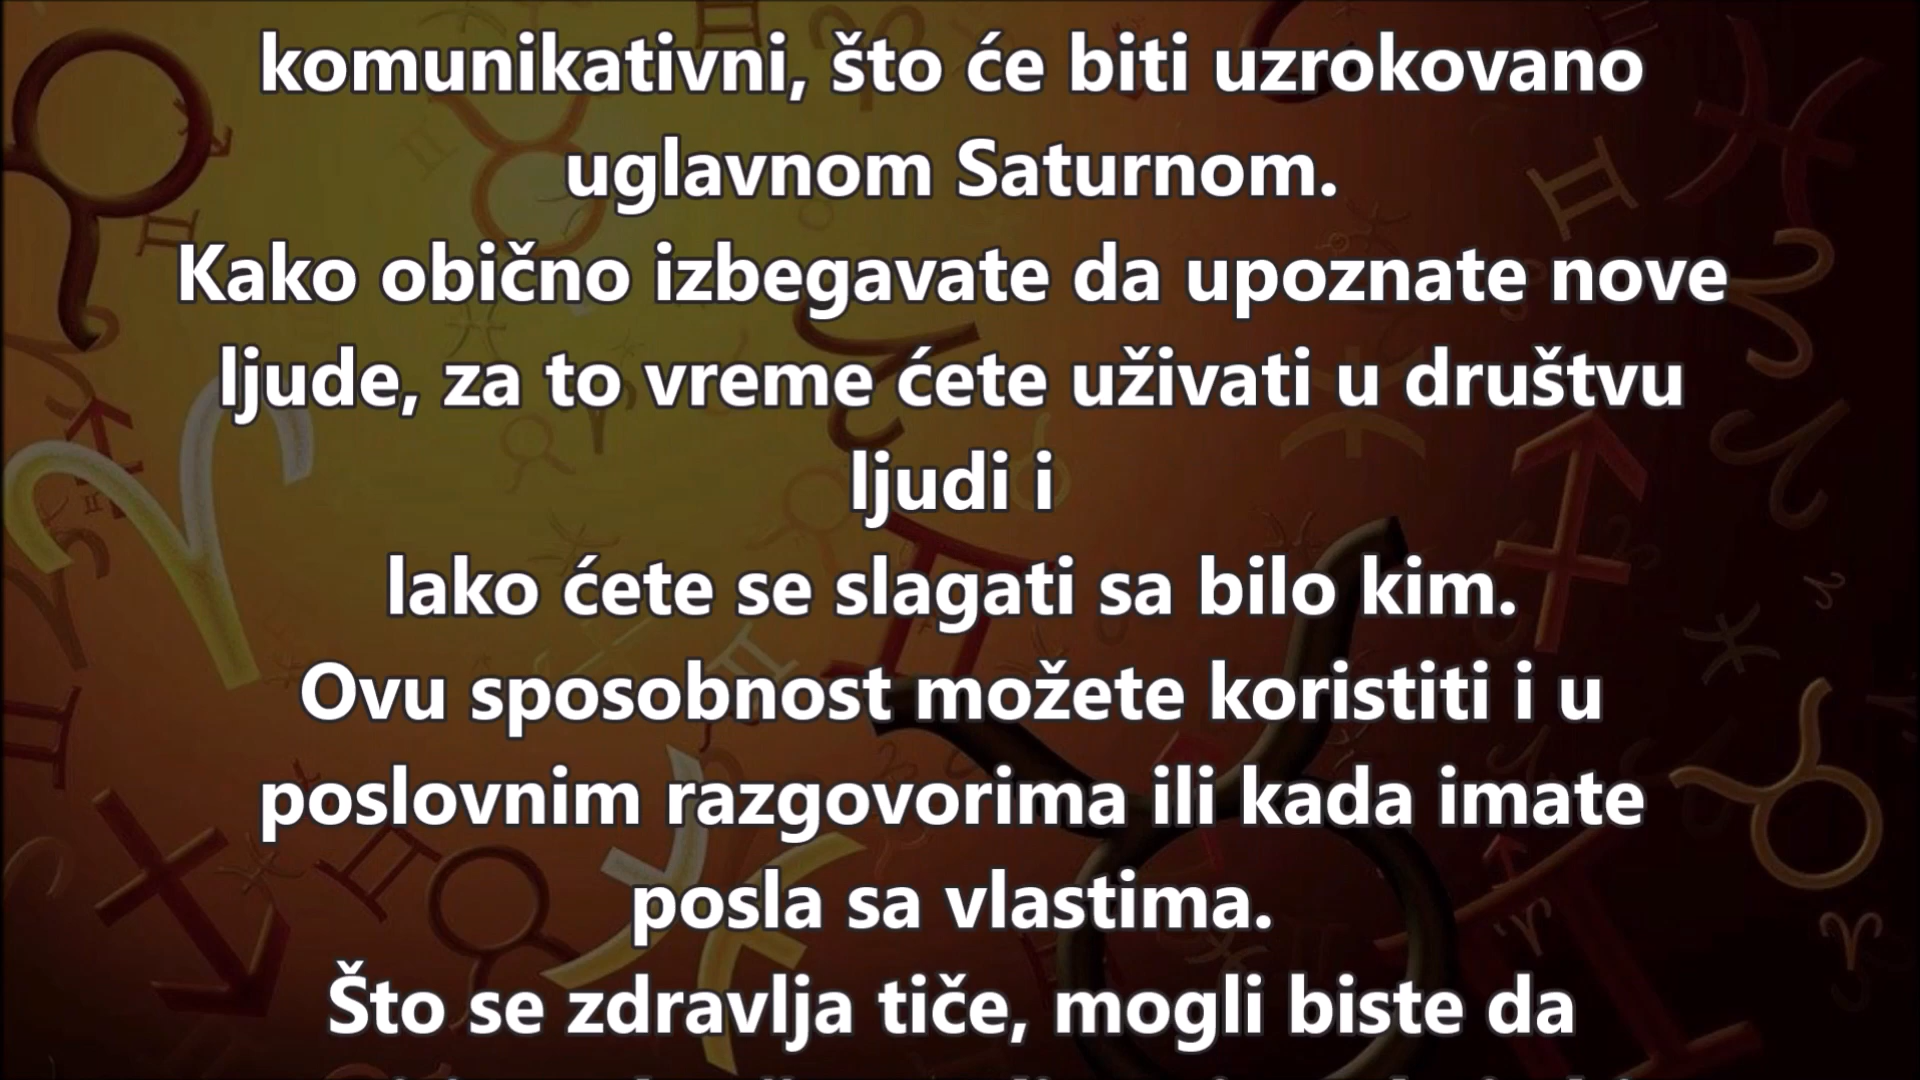 komunikativni, što će biti uzrokovano
uglavnom Saturnom.
Kako obično izbegavate da upoznate nove
ljude, za to vreme ćete uživati u društvu
ljudi i
lako ćete se slagati sa bilo kim.
Ovu sposobnost možete koristiti i u
poslovnim razgovorima ili kada imate
posla sa vlastima.
Što se zdravlja tiče, mogli biste da